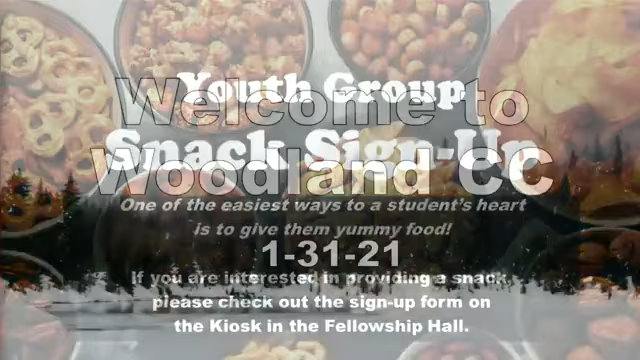 Youth Group
Welcome to
Snack Sign-Up
Woodland CC
One of the easiest ways to a student's heart
is to give them yummy food!
1-31-21
If you are interested in providing a snack,
please check out the sign-up form on
the Kiosk in the Fellowship Hall.